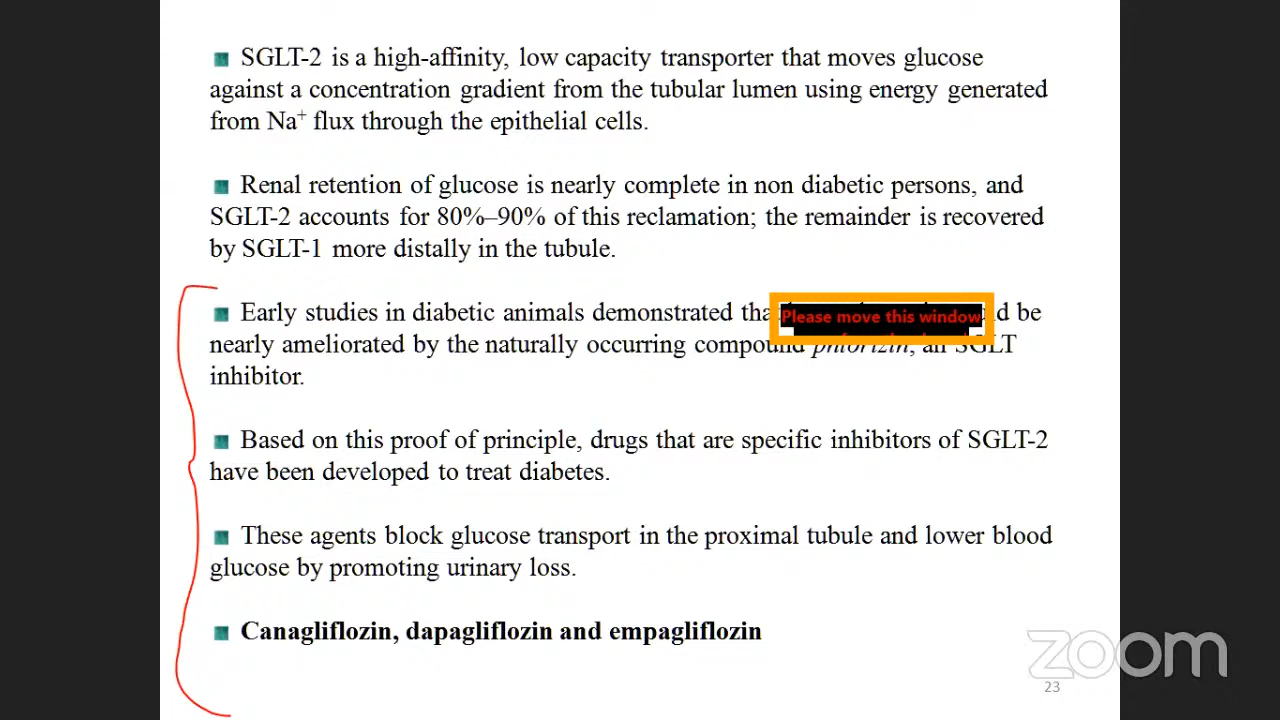 SGLT-2 is a high-affinity, low capacity transporter that moves glucose
against a concentration gradient from the tubular lumen using energy generated
from Na+ flux through the epithelial cells.
Renal retention of glucose is nearly complete in non diabetic persons, and
SGLT-2 accounts for 80%–90% of this reclamation; the remainder is recovered
by SGLT-1 more distally in the tubule.
Early studies in diabetic animals demonstrated be
Please move this window
nearly ameliorated by the naturally occurring compound phlorizin, an SGLT
inhibitor.
Based on this proof of principle, drugs that are specific inhibitors of SGLT-2
have been developed to treat diabetes.
These agents block glucose transport in the proximal tubule and lower blood
glucose by promoting urinary loss.
Canagliflozin, dapagliflozin and empagliflozin
zoom
23